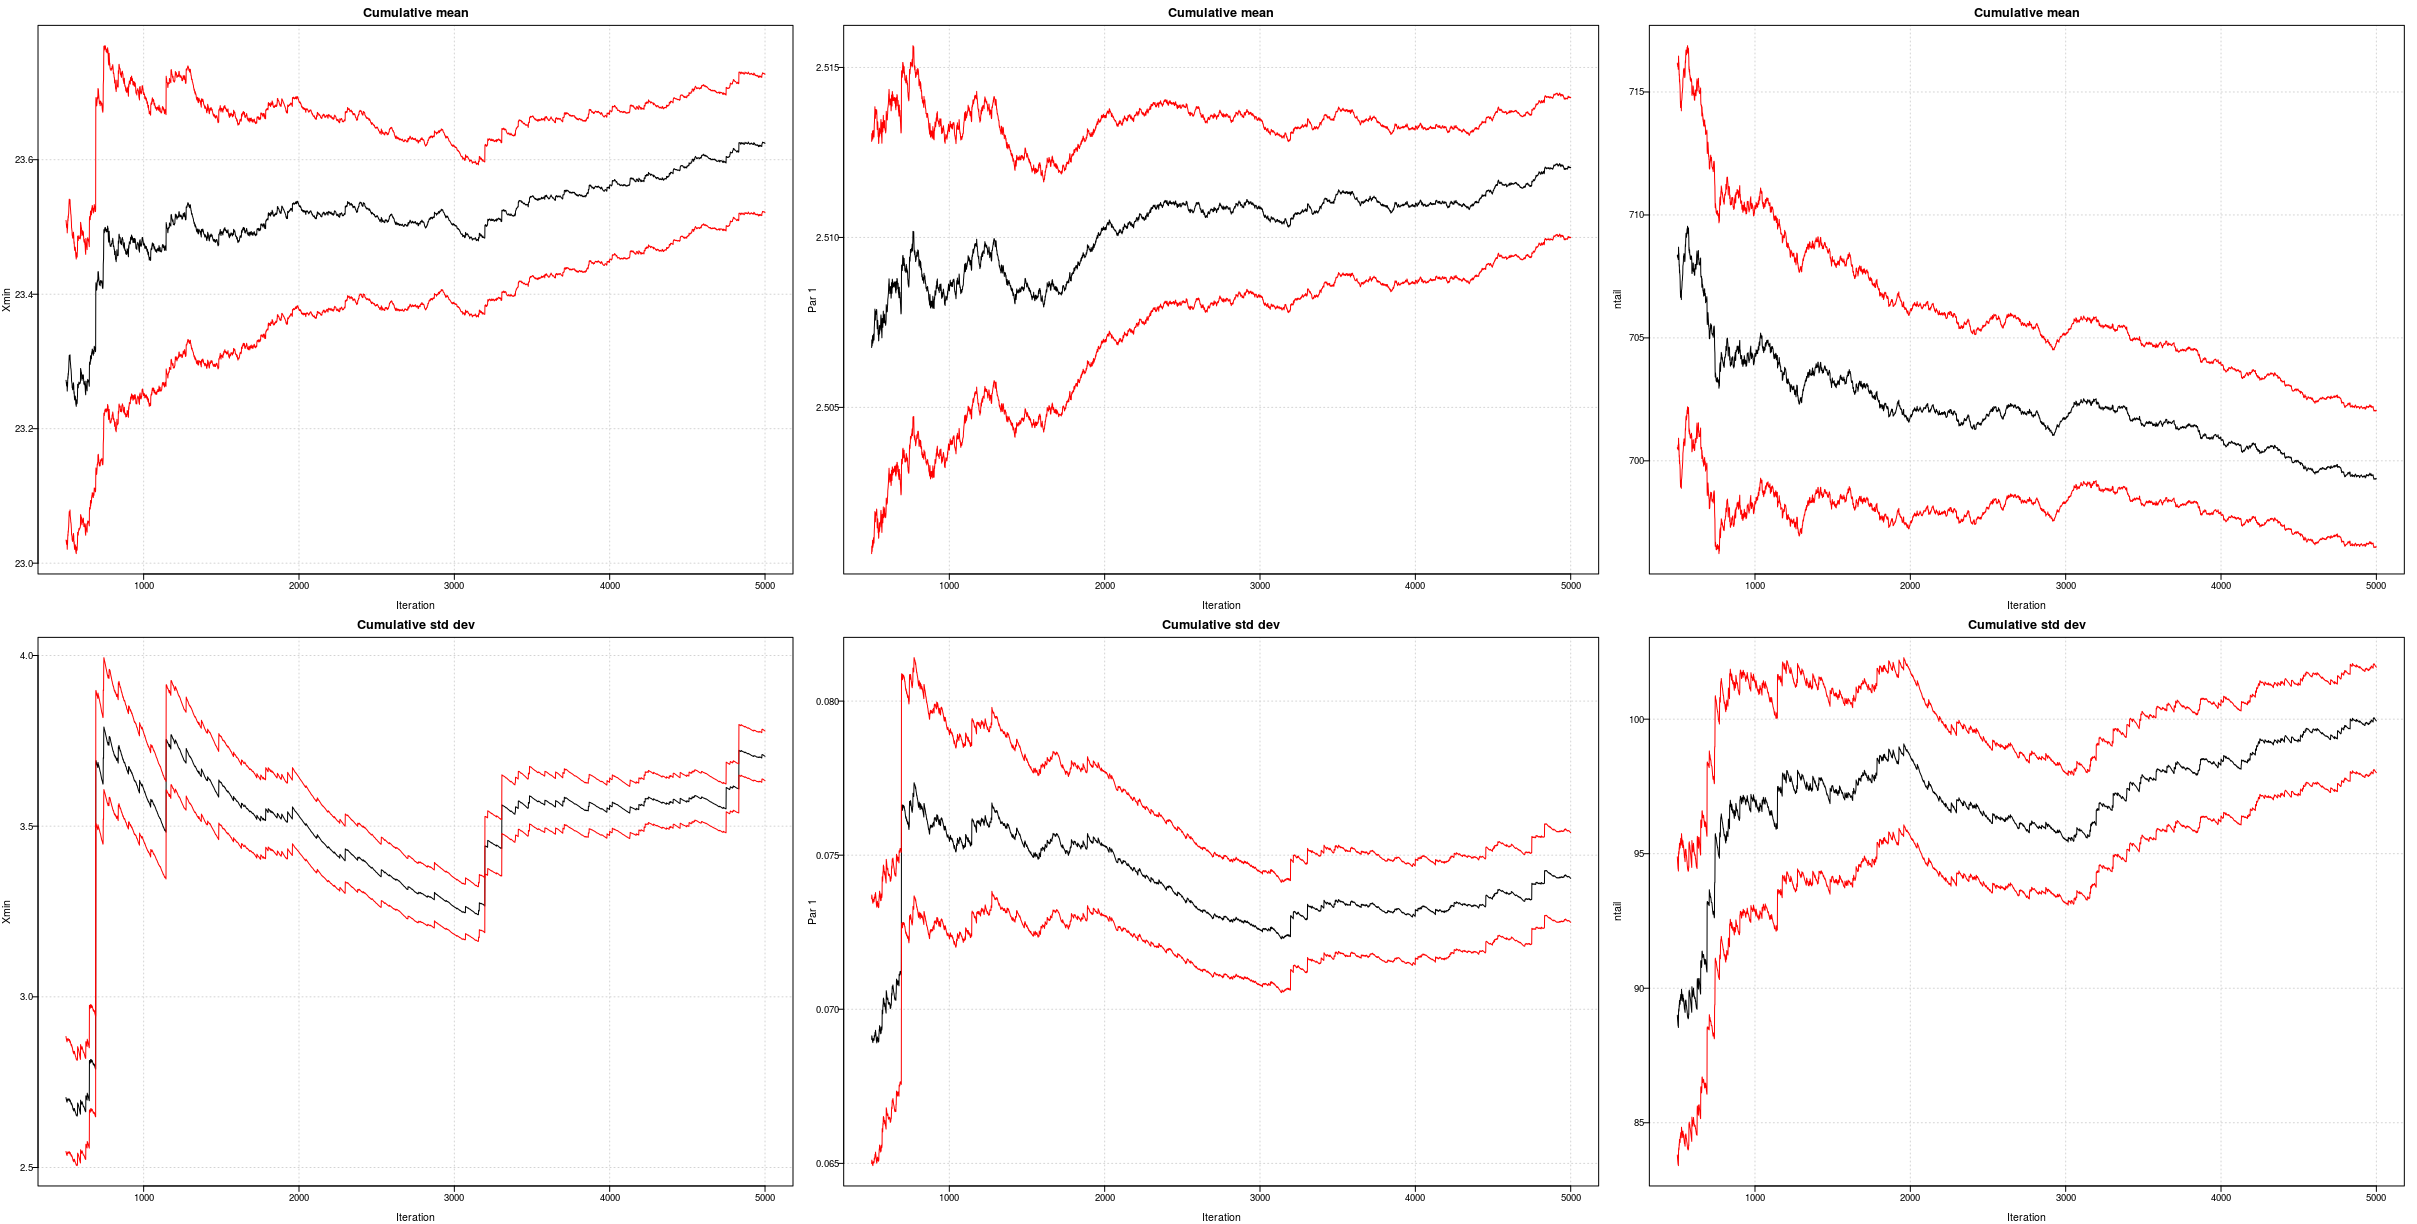 Cumulative mean
Xmin
23.6
23.4
23.2
23.0
1000 2000 3000 4000 5000
Iteration
Cumulative mean
Par 1
2.515
2.510
2.505
1000 2000 3000 4000 5000
Iteration
Cumulative mean
ntail
715
710
705
700
1000 2000 3000 4000 5000
Iteration
Cumulative std dev
Xmin
4.0
3.5
3.0
2.5
1000 2000 3000 4000 5000
Iteration
Cumulative std dev
Par 1
0.080
0.075
0.070
0.065
1000 2000 3000 4000 5000
Iteration
Cumulative std dev
ntail
100
95
90
85
1000 2000 3000 4000 5000
Iteration